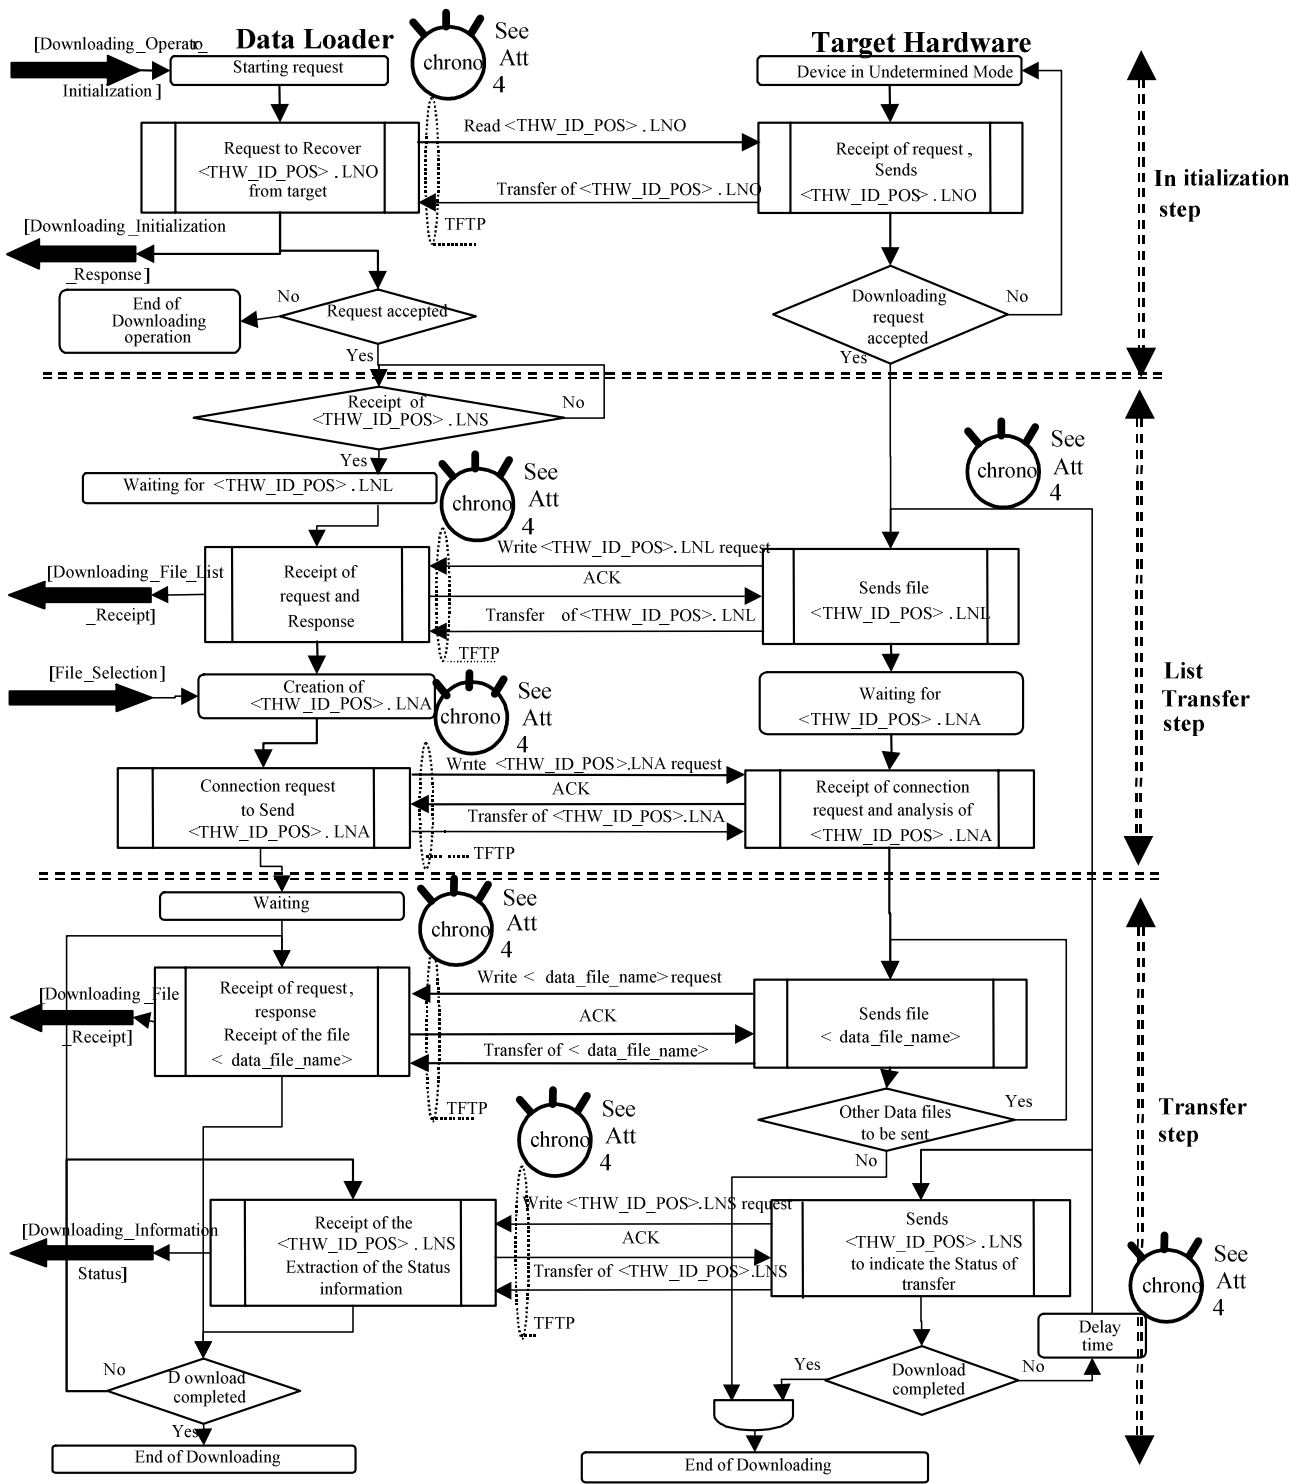 Data Loader
Target Hardware
[Downloading _Operato_
Initialization ]
Starting request
chrono
See
Att
4
Device in Undetermined Mode
Request to Recover
<THW_ID_POS> . LNO
from target
Read <THW_ID_POS> . LNO
Transfer of <THW_ID_POS> . LNO
TFTP
Receipt of request ,
Sends
<THW_ID_POS> . LNO
In itialization
step
[Downloading _Initialization
_Response]
End of
Downloading
operation
No
Request accepted
Yes
Downloading
request
accepted
No
Yes
Receipt of
<THW_ID_POS> . LNS
No
Yes
Waiting for <THW_ID_POS> . LNL
chrono
See
Att
4
chrono
See
Att
4
[Downloading _File_List
_Receipt]
Receipt of
request and
Response
Write <THW_ID_POS> . LNL request
ACK
Transfer of <THW_ID_POS> . LNL
TFTP
Sends file
<THW_ID_POS> . LNL
[File_Selection]
Creation of
<THW_ID_POS> . LNA
chrono
See
Att
4
Waiting for
<THW_ID_POS> . LNA
List
Transfer
step
Connection request
to Send
<THW_ID_POS> . LNA
Write <THW_ID_POS>.LNA request
ACK
Transfer of <THW_ID_POS>.LNA
TFTP
Receipt of connection
request and analysis of
<THW_ID_POS> . LNA
Waiting
chrono
See
Att
4
[Downloading _File
_Receipt]
Receipt of request ,
response
Receipt of the file
< data_file_name>
Write < data_file_name> request
ACK
Transfer of < data_file_name>
TFTP
Sends file
< data_file_name>
Other Data files
to be sent
Yes
No
Transfer
step
chrono
See
Att
4
[Downloading _Information
Status]
Receipt of the
<THW_ID_POS> . LNS
Extraction of the Status
information
Write <THW_ID_POS>.LNS request
ACK
Transfer of <THW_ID_POS>.LNS
TFTP
Sends
<THW_ID_POS> . LNS
to indicate the Status of
transfer
chrono
See
Att
4
Delay
time
No
D ownload
completed
Yes
Yes
Download
completed
No
End of Downloading
End of Downloading